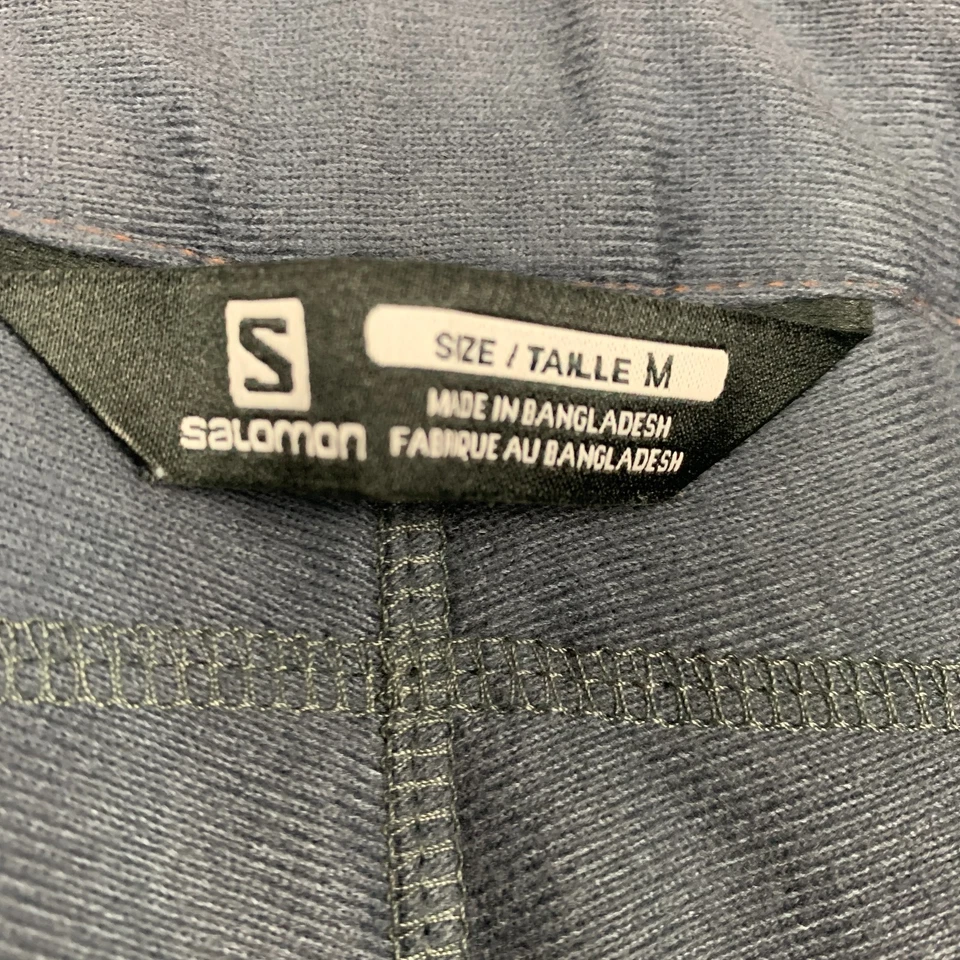 S
salomon
SIZE / TAILLE M
MADE IN BANGLADESH
FABRIQUE AU BANGLADESH